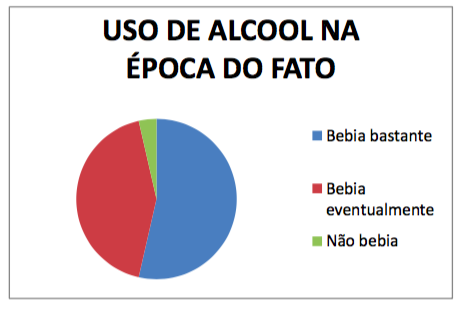 USO DE ALCOOL NA
ÉPOCA DO FATO
Bebia bastante
Bebia
eventualmente
Não bebia